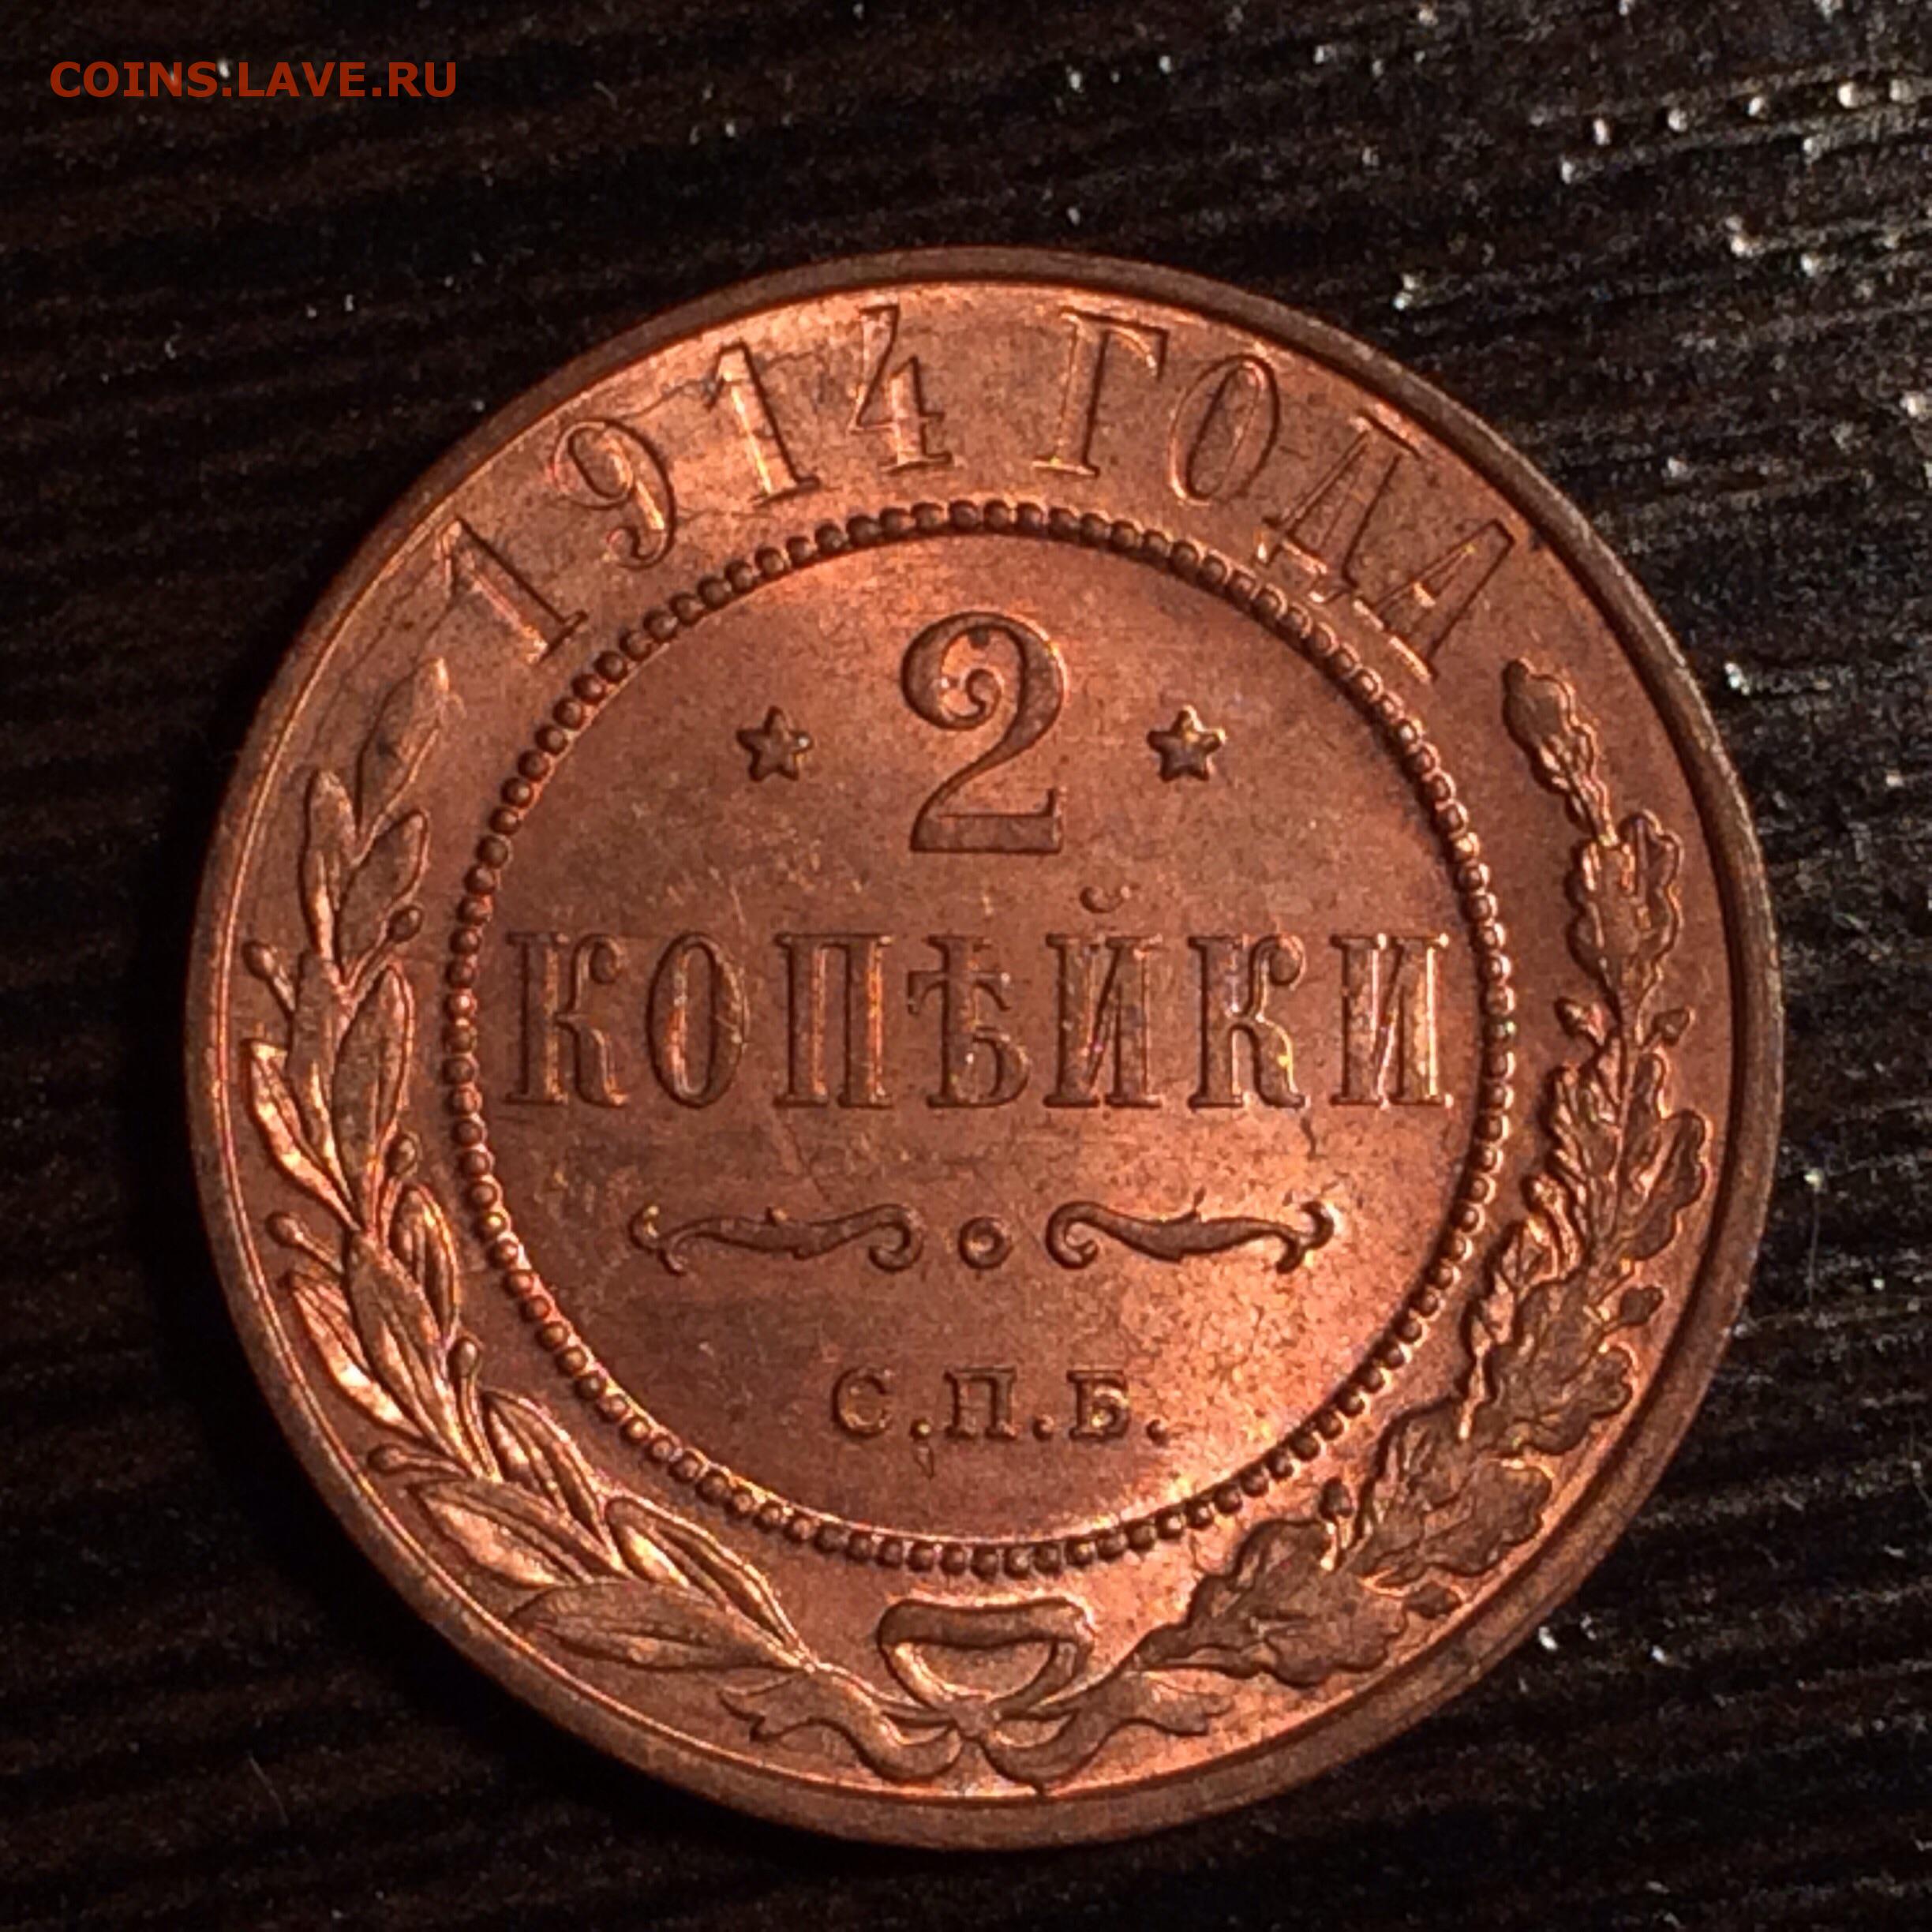 COINS.LAVE.RU
1914 ГОДА
2
КОПѢЙКИ
С.П.Б.